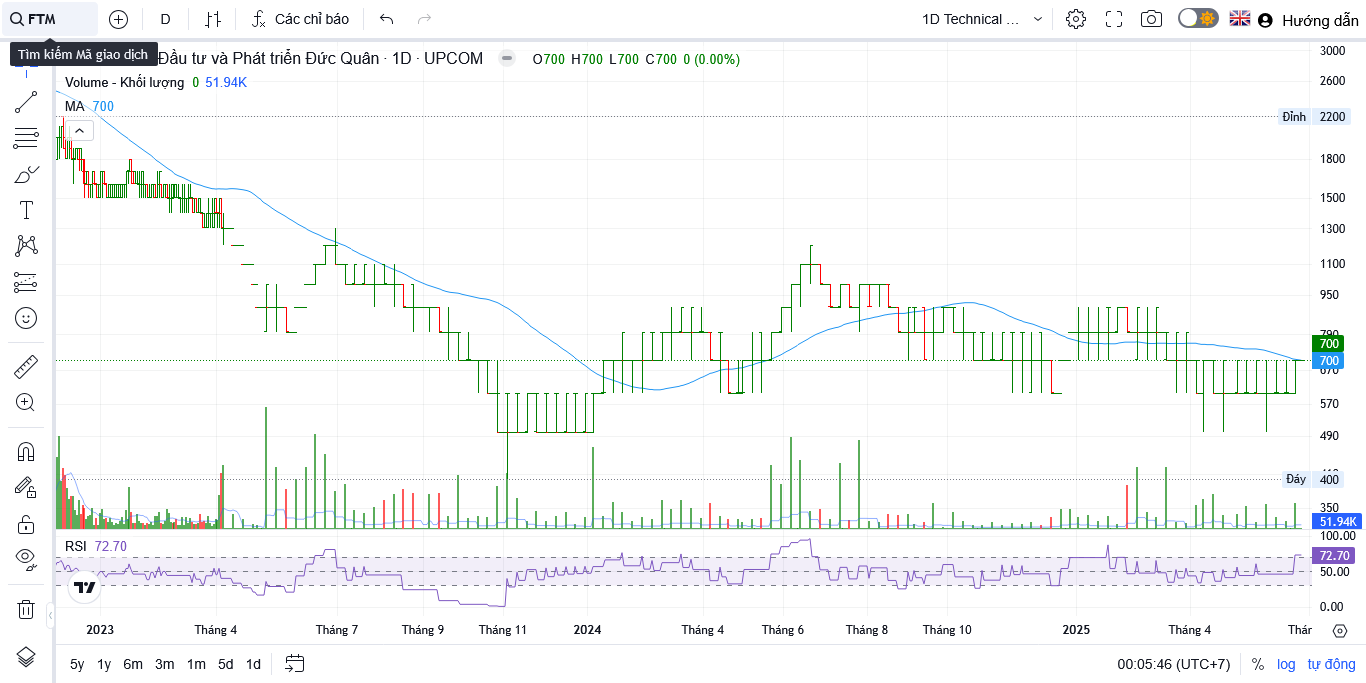 FTM D Các chỉ báo 1D Technical ... Hướng dẫn
Tìm kiếm Mã giao dịch
Đầu tư và Phát triển Đức Quân · 1D · UPCOM O700 H700 L700 C700 0 (0.00%)
Volume - Khối lượng 0 51.94K
MA 700
3000
2600
Đỉnh 2200
1800
1500
1300
1100
950
790
700
700
670
570
490
Đáy 400
350
51.94K
RSI 72.70
100.00
72.70
50.00
0.00
2023 Tháng 4 Tháng 7 Tháng 9 Tháng 11 2024 Tháng 4 Tháng 6 Tháng 8 Tháng 10 2025 Tháng 4 Thár
5y 1y 6m 3m 1m 5d 1d 00:05:46 (UTC+7) % log tự động